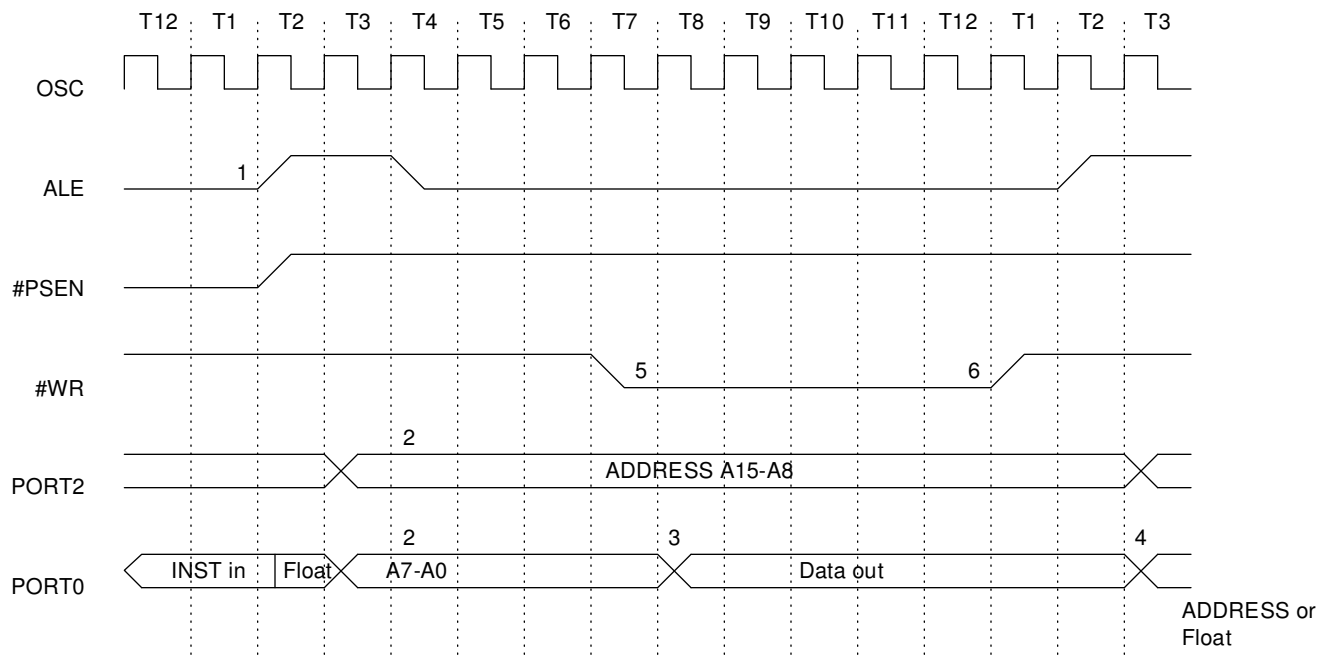 T12 T1 T2 T3 T4 T5 T6 T7 T8 T9 T10 T11 T12 T1 T2 T3
OSC
1
ALE
#PSEN
5 6
#WR
2
ADDRESS A15-A8
PORT2
2 3 4
INST in Float A7-A0 Data out
PORT0
ADDRESS or
Float